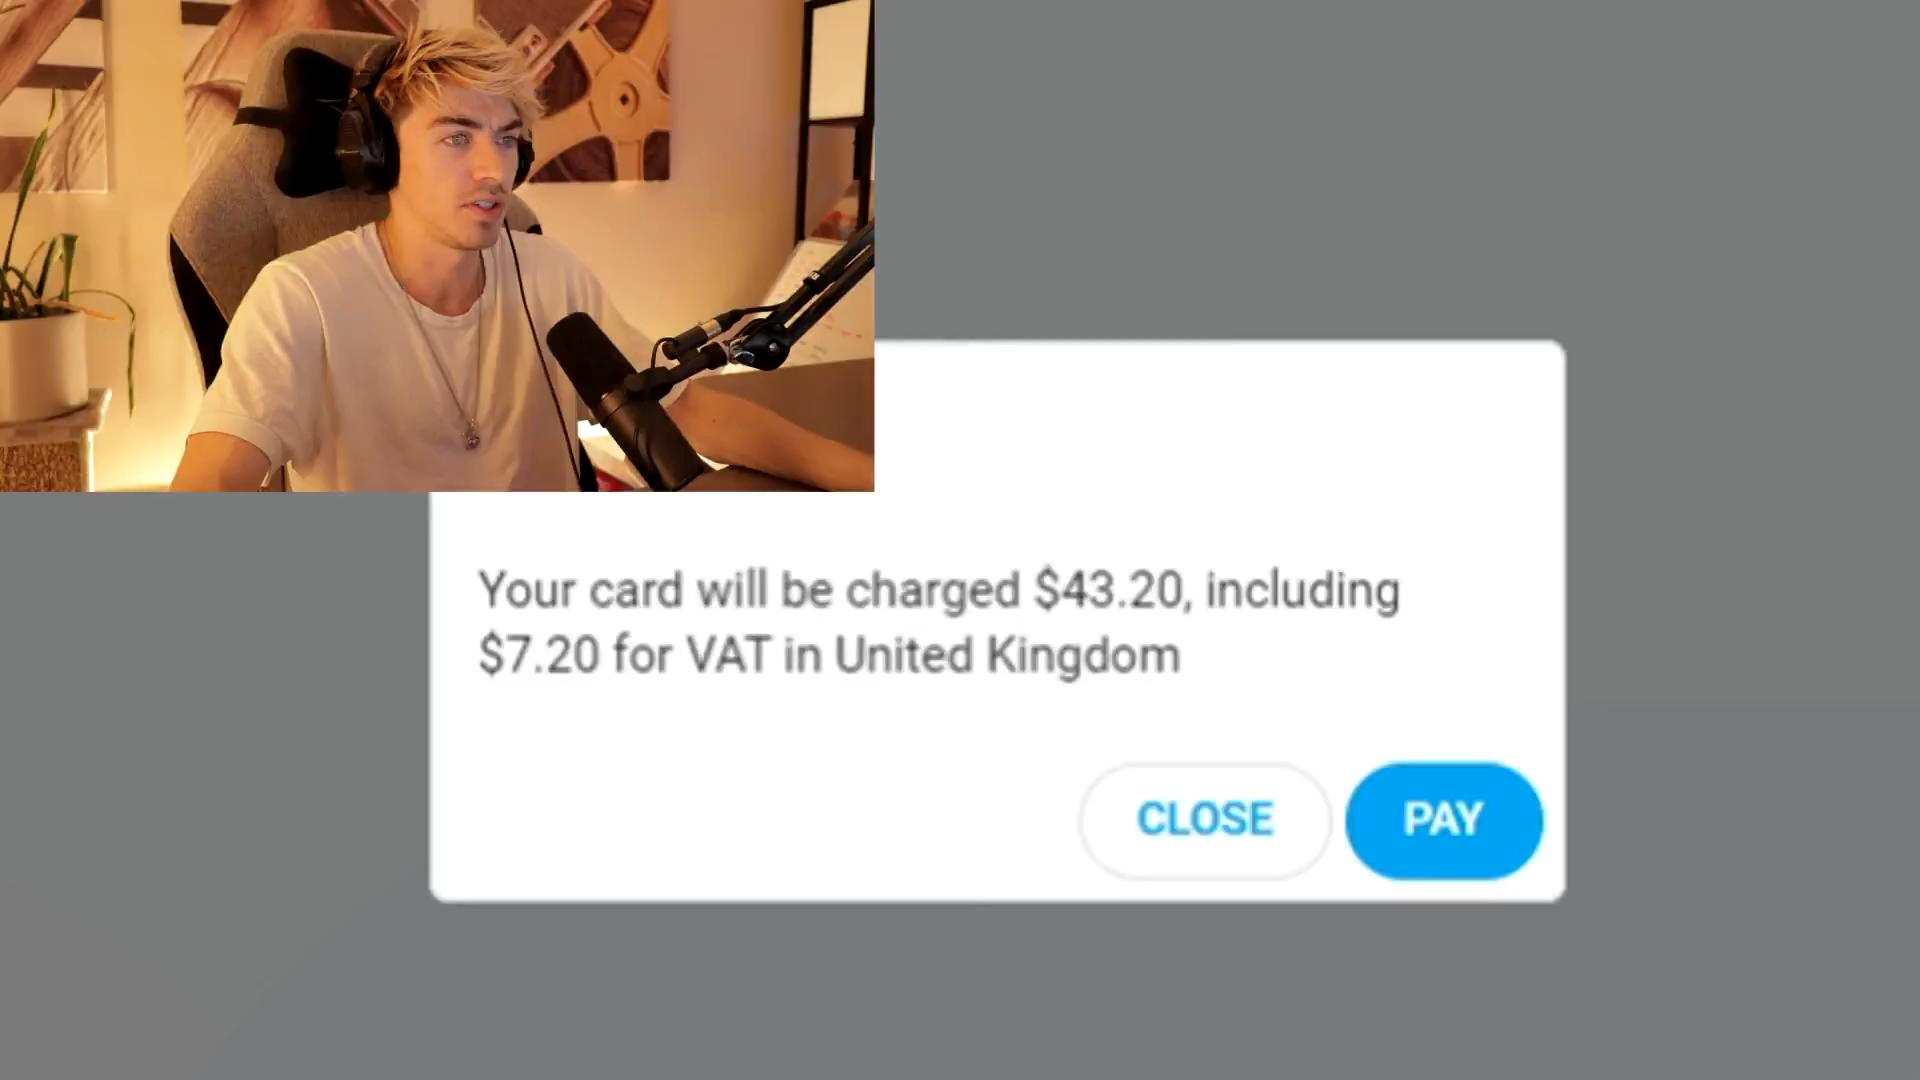 Your card will be charged $43.20, including
$7.20 for VAT in United Kingdom
CLOSE
PAY